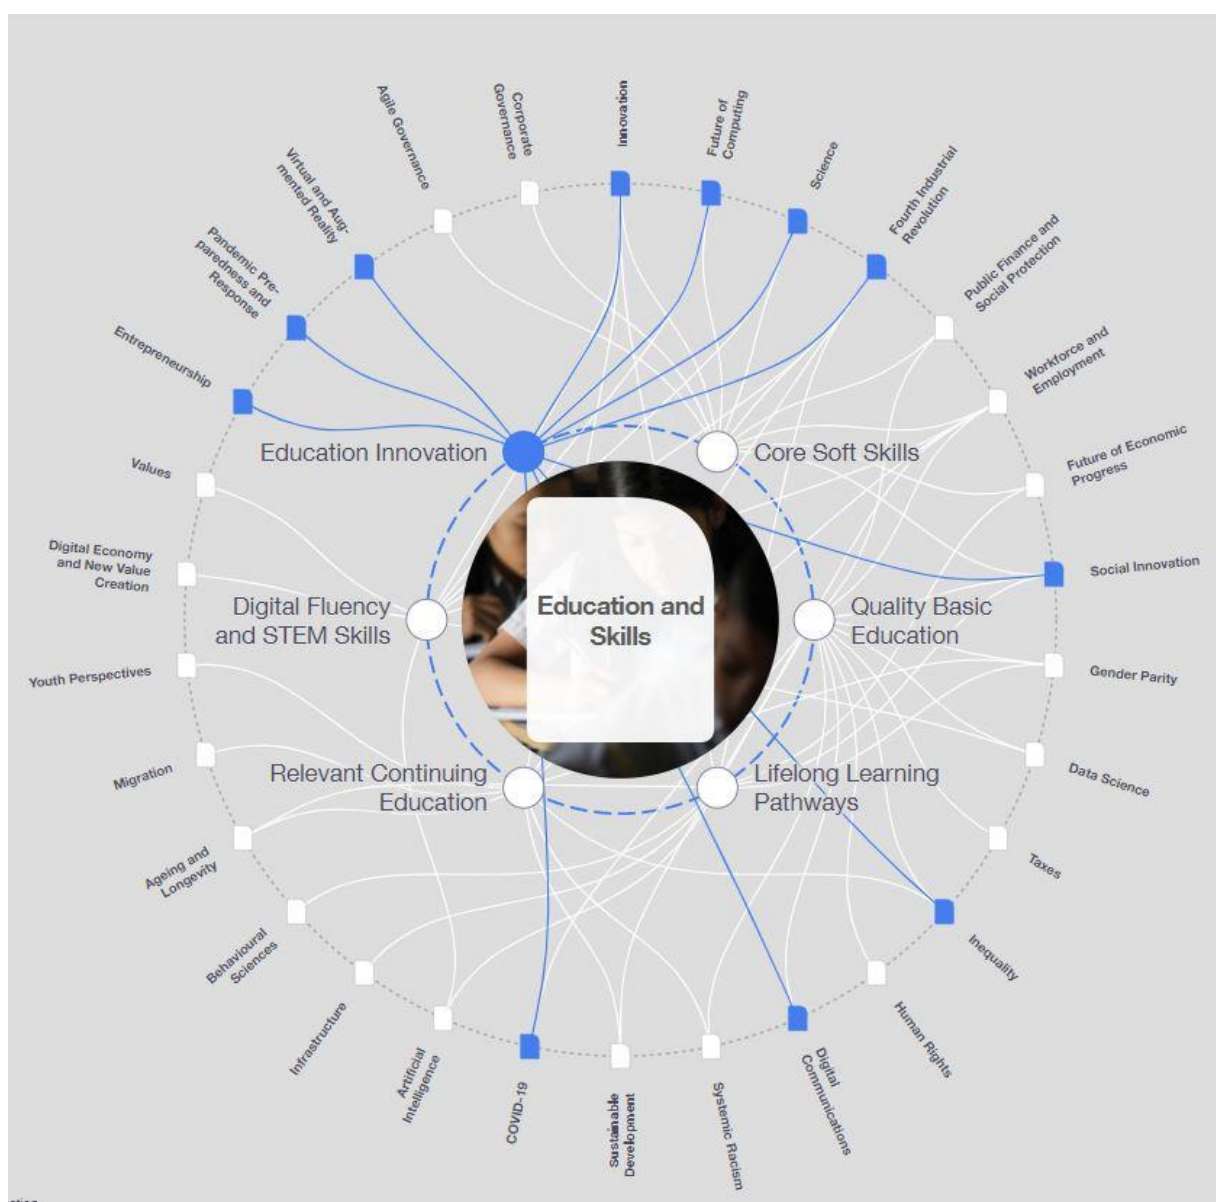 Innovation
Future of
Computing
Science
Fourth Industrial
Revolution
Public Finance and
Social Protection
Workforce and
Employment
Future of Economic
Progress
Social Innovation
Gender Parity
Data Science
Taxes
Inequality
Human Rights
Digital
Communications
Systemic Racism
Sustainable
Development
COVID-19
Artificial
Intelligence
Infrastructure
Behavioural
Sciences
Ageing and
Longevity
Migration
Youth Perspectives
Digital Economy
and New Value
Creation
Values
Entrepreneurship
Pandemic Pre-
paredness and
Response
Virtual and Aug-
mented Reality
Agile Governance
Corporate
Governance
Education Innovation
Core Soft Skills
Quality Basic
Education
Lifelong Learning
Pathways
Relevant Continuing
Education
Digital Fluency
and STEM Skills
Education and
Skills